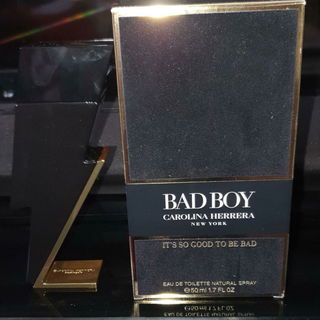 BAD BOY
CAROLINA HERRERA
NEW YORK
IT'S SO GOOD TO BE BAD
EAU DE TOILETTE NATURAL SPRAY
℮50 ml 1.7 FL OZ